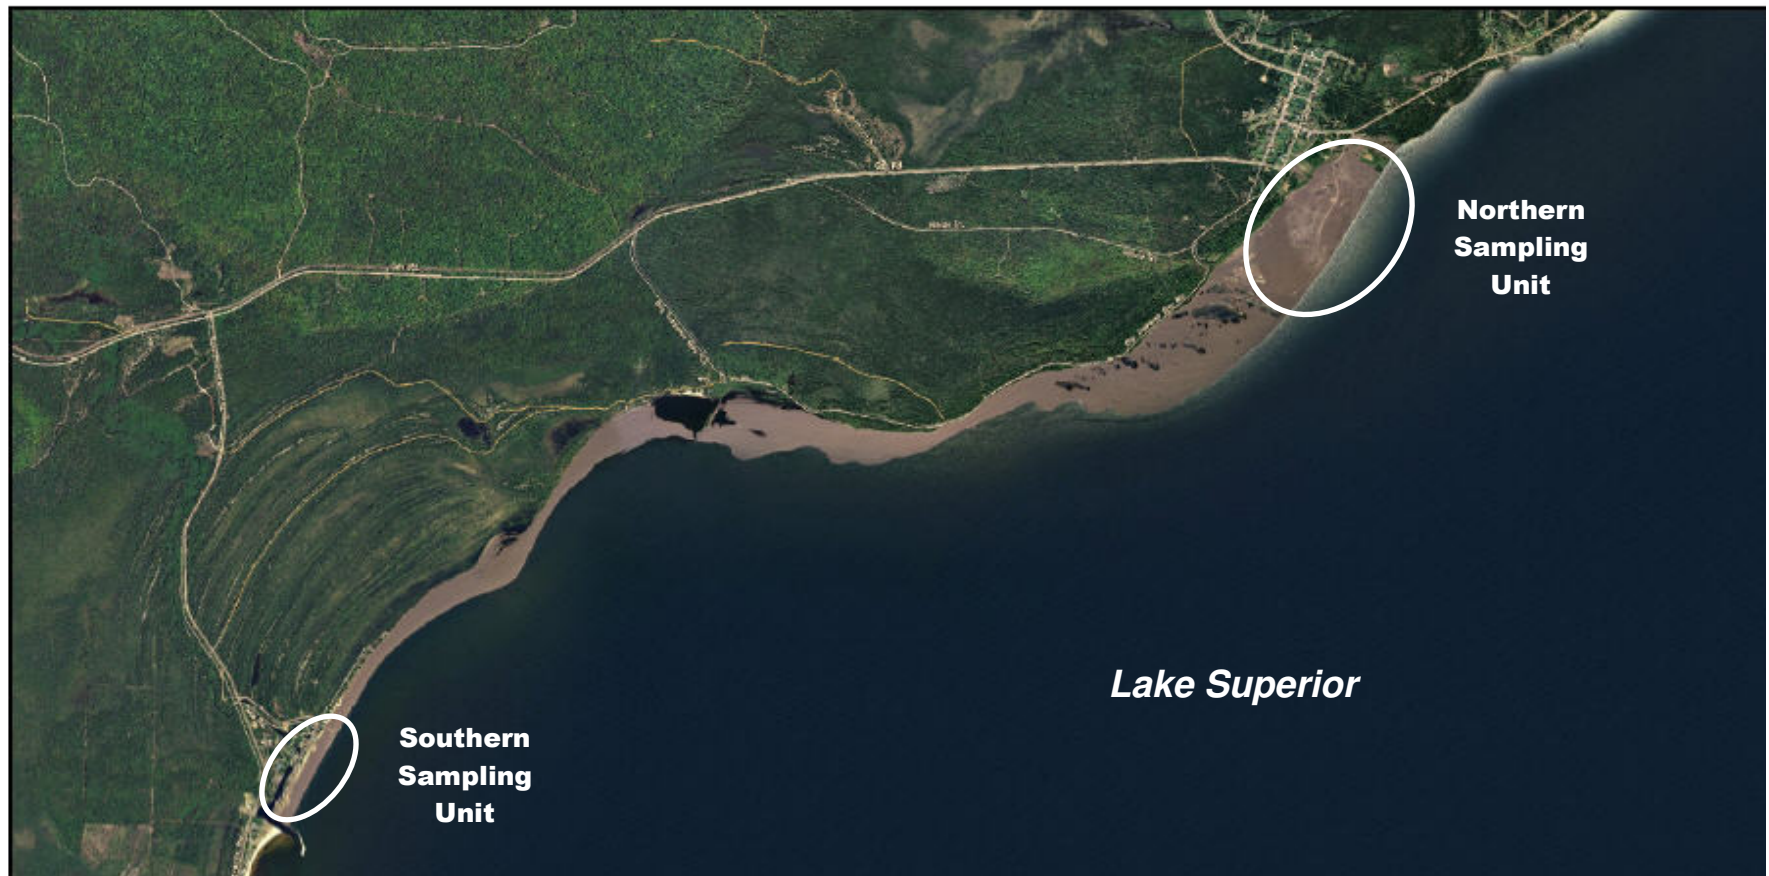 Northern
Sampling
Unit
Lake Superior
Southern
Sampling
Unit